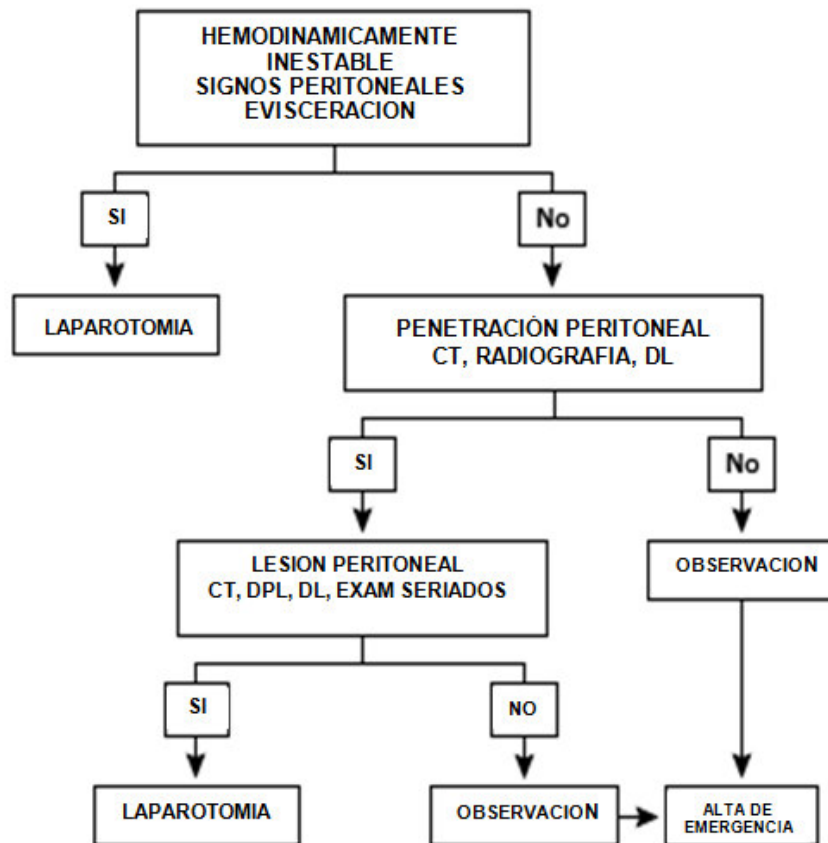 HEMODINAMICAMENTE
INESTABLE
SIGNOS PERITONEALES
EVISCERACION
SI
No
LAPAROTOMIA
PENETRACIÓN PERITONEAL
CT, RADIOGRAFIA, DL
SI
No
LESION PERITONEAL
CT, DPL, DL, EXAM SERIADOS
OBSERVACION
SI
NO
LAPAROTOMIA
OBSERVACION
ALTA DE
EMERGENCIA